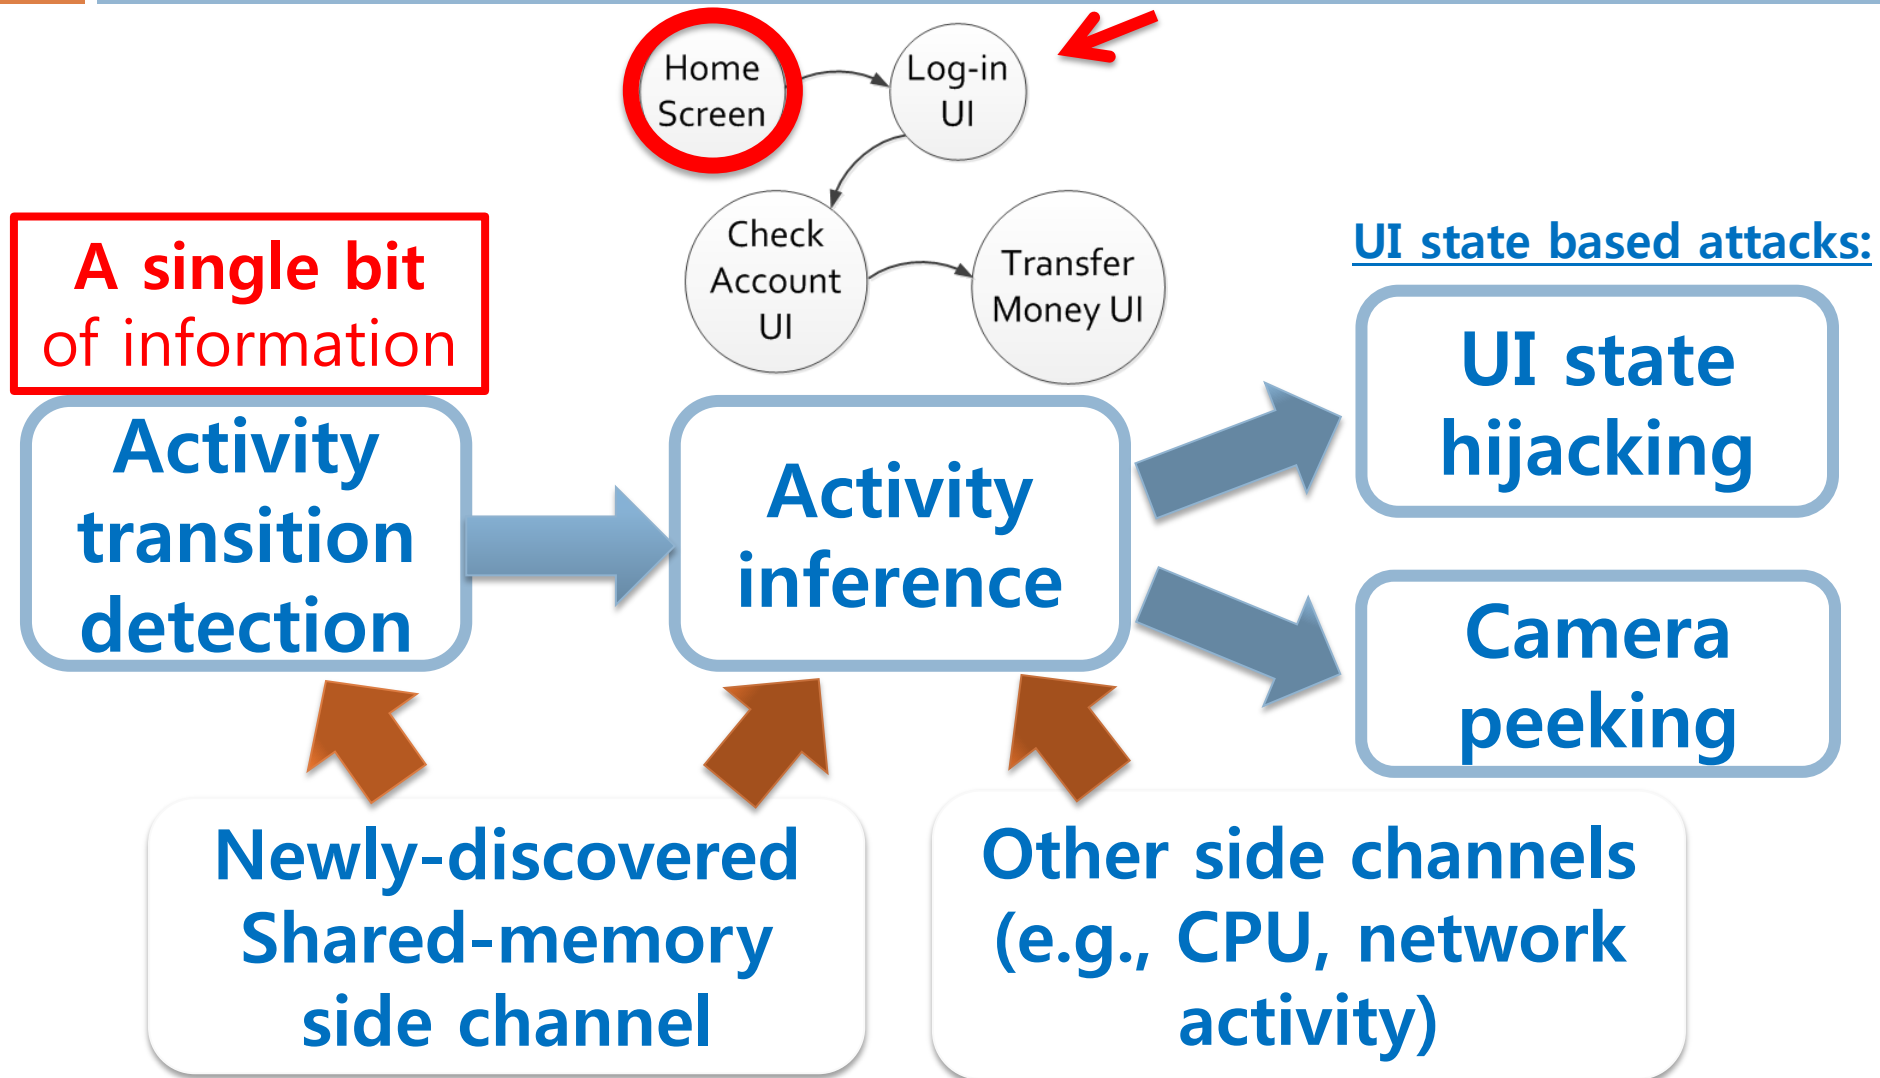 Home
Screen
Log-in
UI
Check
Account
UI
Transfer
Money UI
A single bit
of information
UI state based attacks:
Activity
transition
detection
Activity
inference
UI state
hijacking
Camera
peeking
Newly-discovered
Shared-memory
side channel
Other side channels
(e.g., CPU, network
activity)